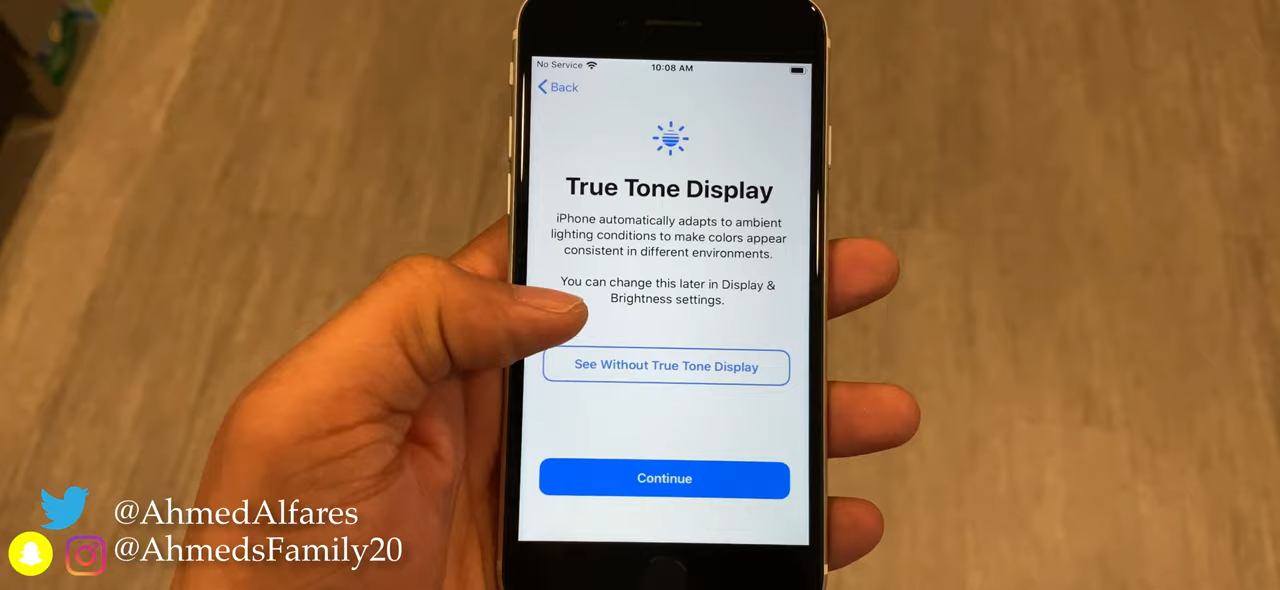 No Service 10:08 AM
Back
True Tone Display
iPhone automatically adapts to ambient
lighting conditions to make colors appear
consistent in different environments.
You can change this later in Display &
Brightness settings.
See Without True Tone Display
Continue
@AhmedAlfares
@AhmedsFamily20